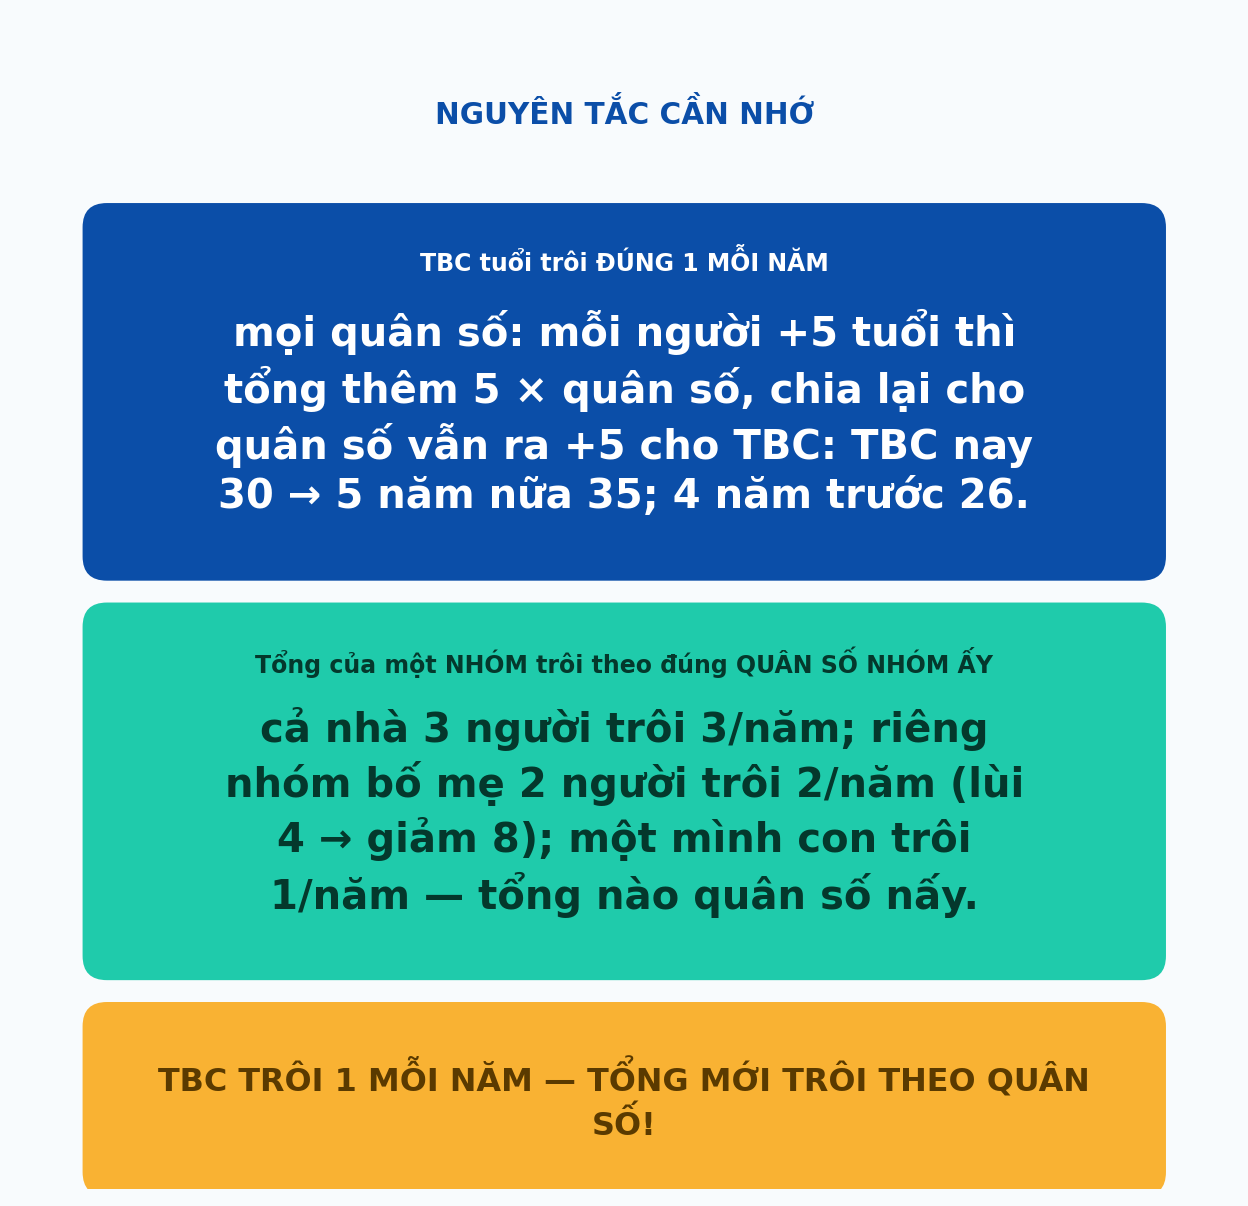 NGUYÊN TẮC CẦN NHỚ
TBC tuổi trôi ĐÚNG 1 MỖI NĂM
mọi quân số: mỗi người +5 tuổi thì
tổng thêm 5 × quân số, chia lại cho
quân số vẫn ra +5 cho TBC: TBC nay
30 → 5 năm nữa 35; 4 năm trước 26.
Tổng của một NHÓM trôi theo đúng QUÂN SỐ NHÓM ẤY
cả nhà 3 người trôi 3/năm; riêng
nhóm bố mẹ 2 người trôi 2/năm (lùi
4 → giảm 8); một mình con trôi
1/năm — tổng nào quân số nấy.
TBC TRÔI 1 MỖI NĂM — TỔNG MỚI TRÔI THEO QUÂN
SỐ!